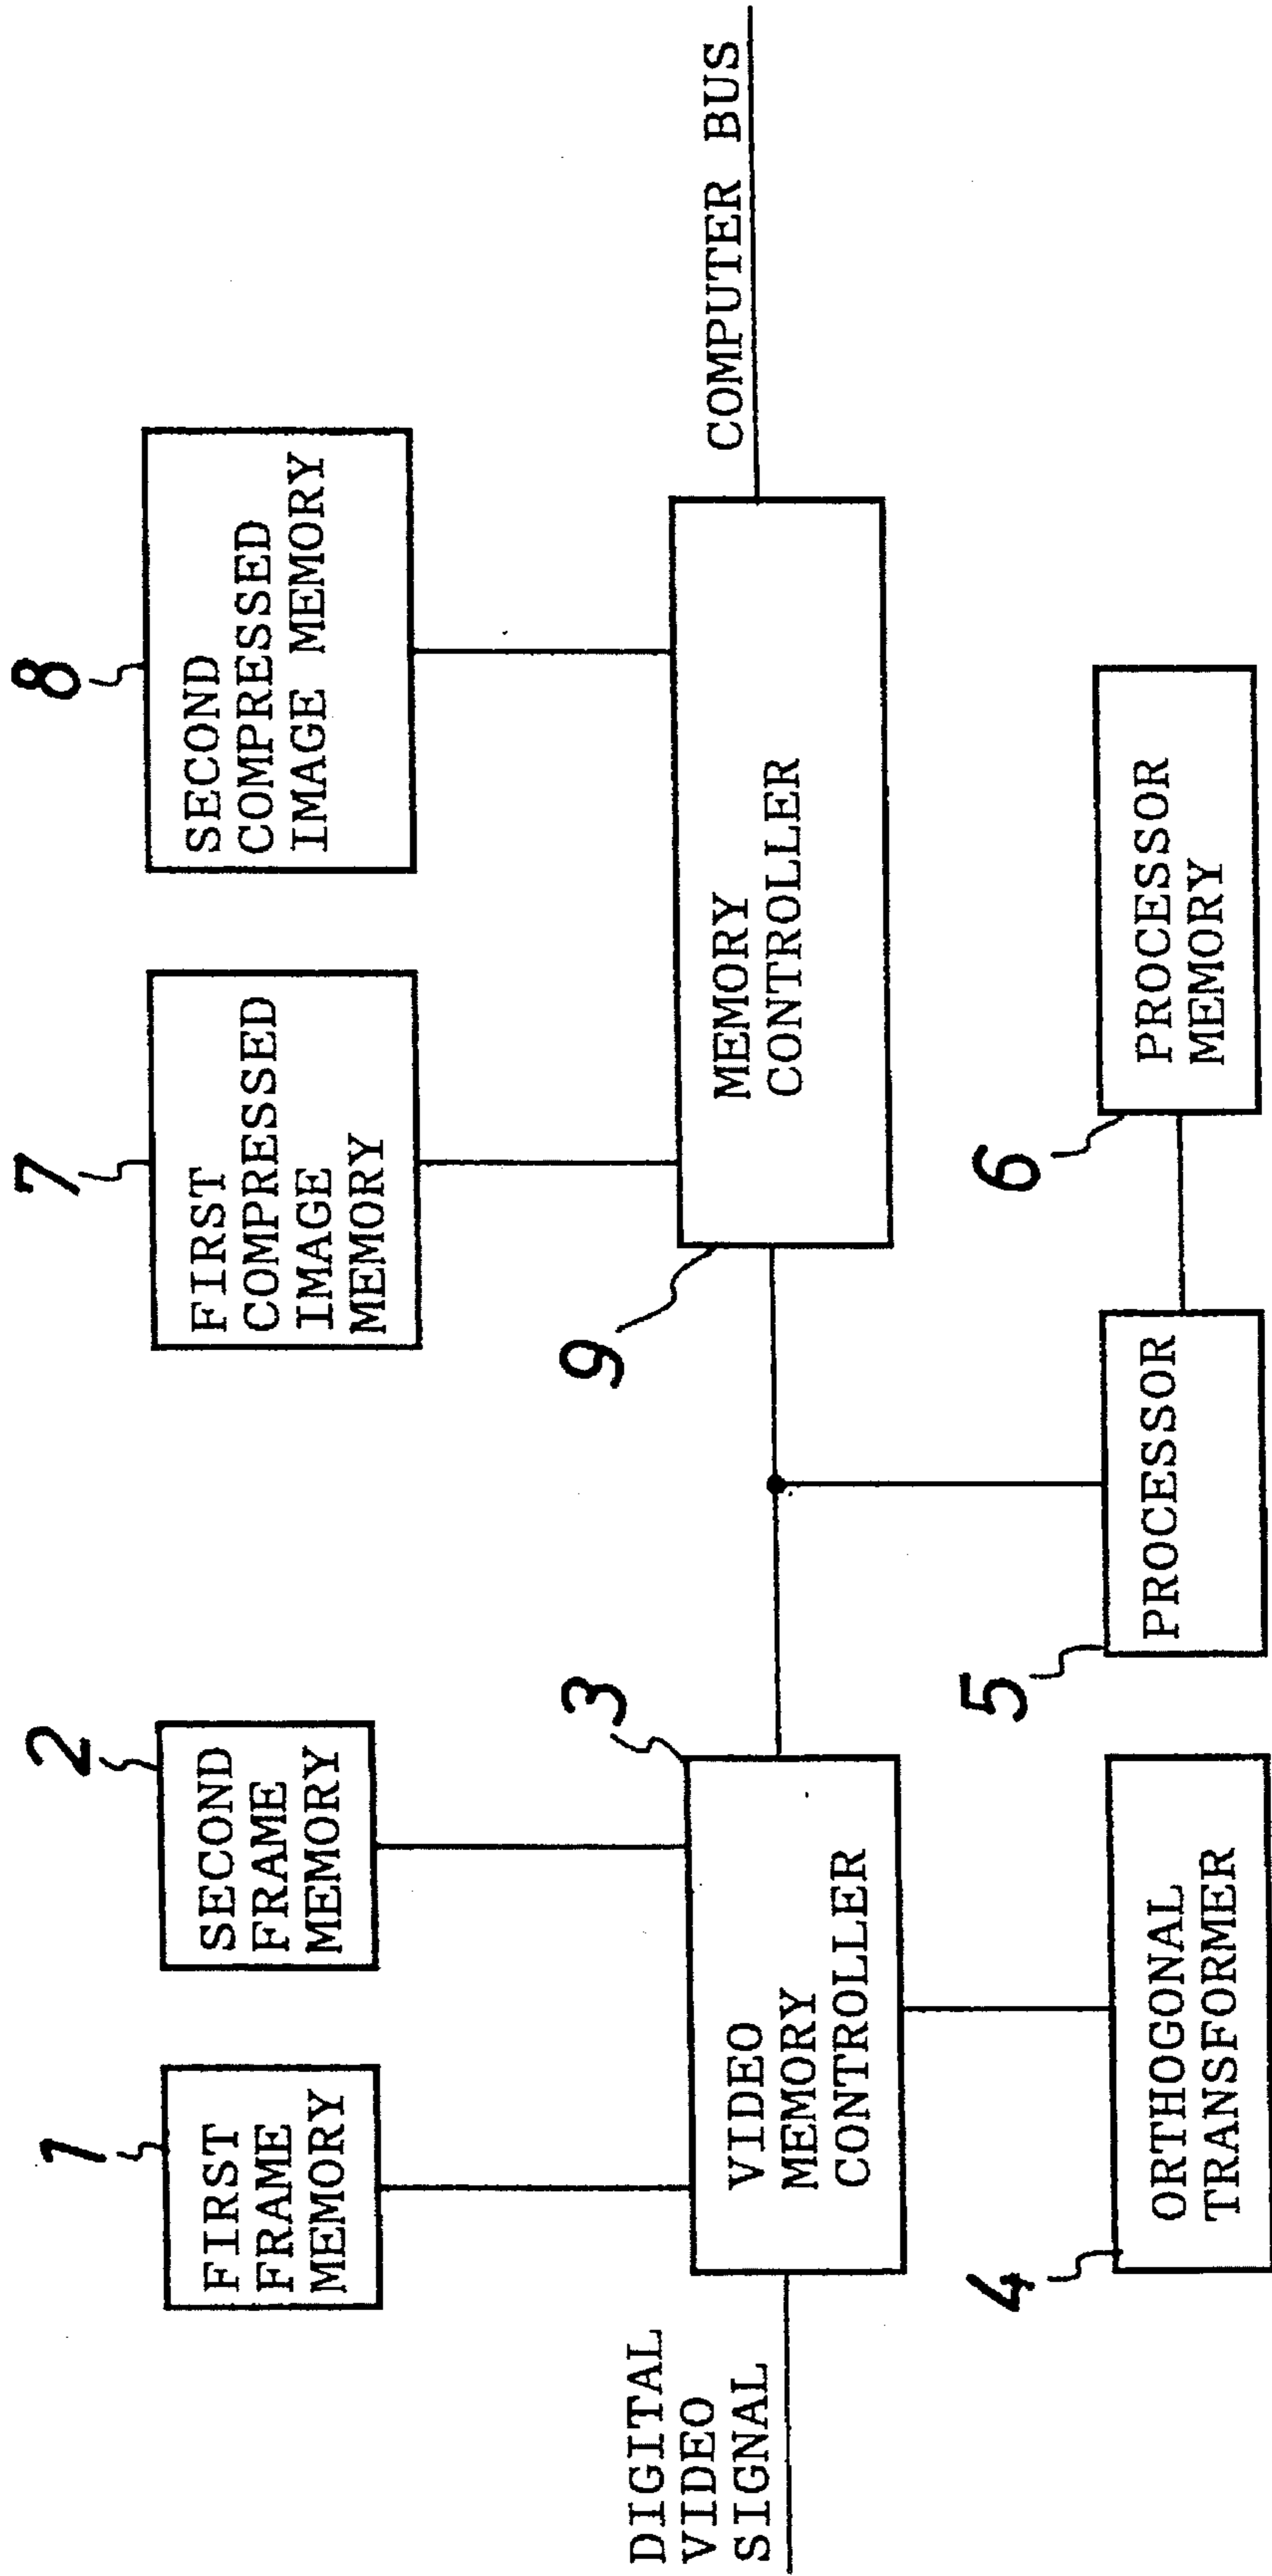 1
FIRST
FRAME
MEMORY
2
SECOND
FRAME
MEMORY
7
FIRST
COMPRESSED
IMAGE
MEMORY
8
SECOND
COMPRESSED
IMAGE MEMORY
DIGITAL
VIDEO
SIGNAL
3
VIDEO
MEMORY
CONTROLLER
9
MEMORY
CONTROLLER
COMPUTER BUS
4
ORTHOGONAL
TRANSFORMER
5
PROCESSOR
6
PROCESSOR
MEMORY